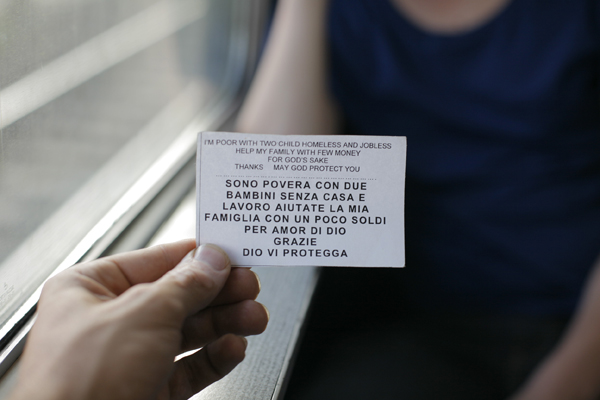 I'M POOR WITH TWO CHILD HOMELESS AND JOBLESS
HELP MY FAMILY WITH FEW MONEY
FOR GOD'S SAKE
THANKS MAY GOD PROTECT YOU
SONO POVERA CON DUE
BAMBINI SENZA CASA E
LAVORO AIUTATE LA MIA
FAMIGLIA CON UN POCO SOLDI
PER AMOR DI DIO
GRAZIE
DIO VI PROTEGGA